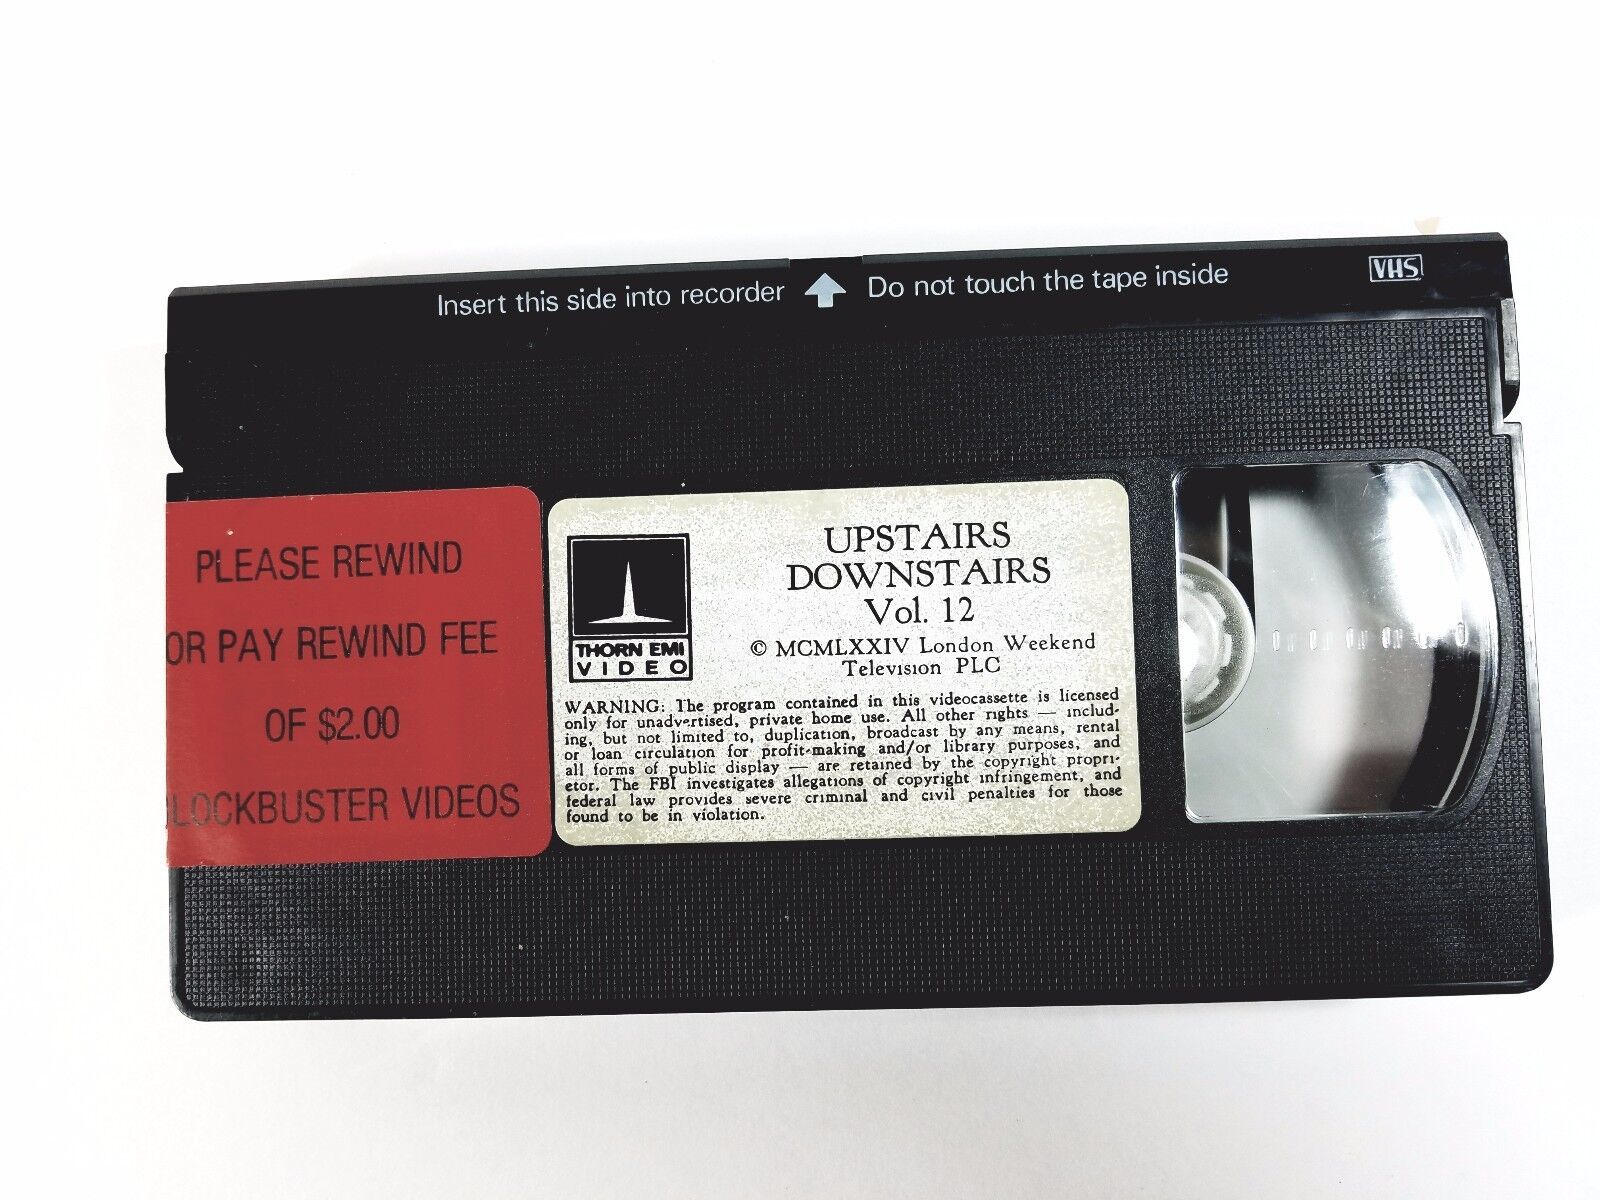 Insert this side into recorder Do not touch the tape inside
VHS
PLEASE REWIND
OR PAY REWIND FEE
OF $2.00
BLOCKBUSTER VIDEOS
THORN EMI
VIDEO
UPSTAIRS
DOWNSTAIRS
Vol. 12
© MCMLXXIV London Weekend
Television PLC
WARNING: The program contained in this videocassette is licensed
only for unadvertised, private home use. All other rights — includ-
ing, but not limited to, duplication, broadcast by any means, rental
or loan circulation for profit-making and/or library purposes, and
all forms of public display — are retained by the copyright propri-
etor. The FBI investigates allegations of copyright infringement, and
federal law provides severe criminal and civil penalties for those
found to be in violation.